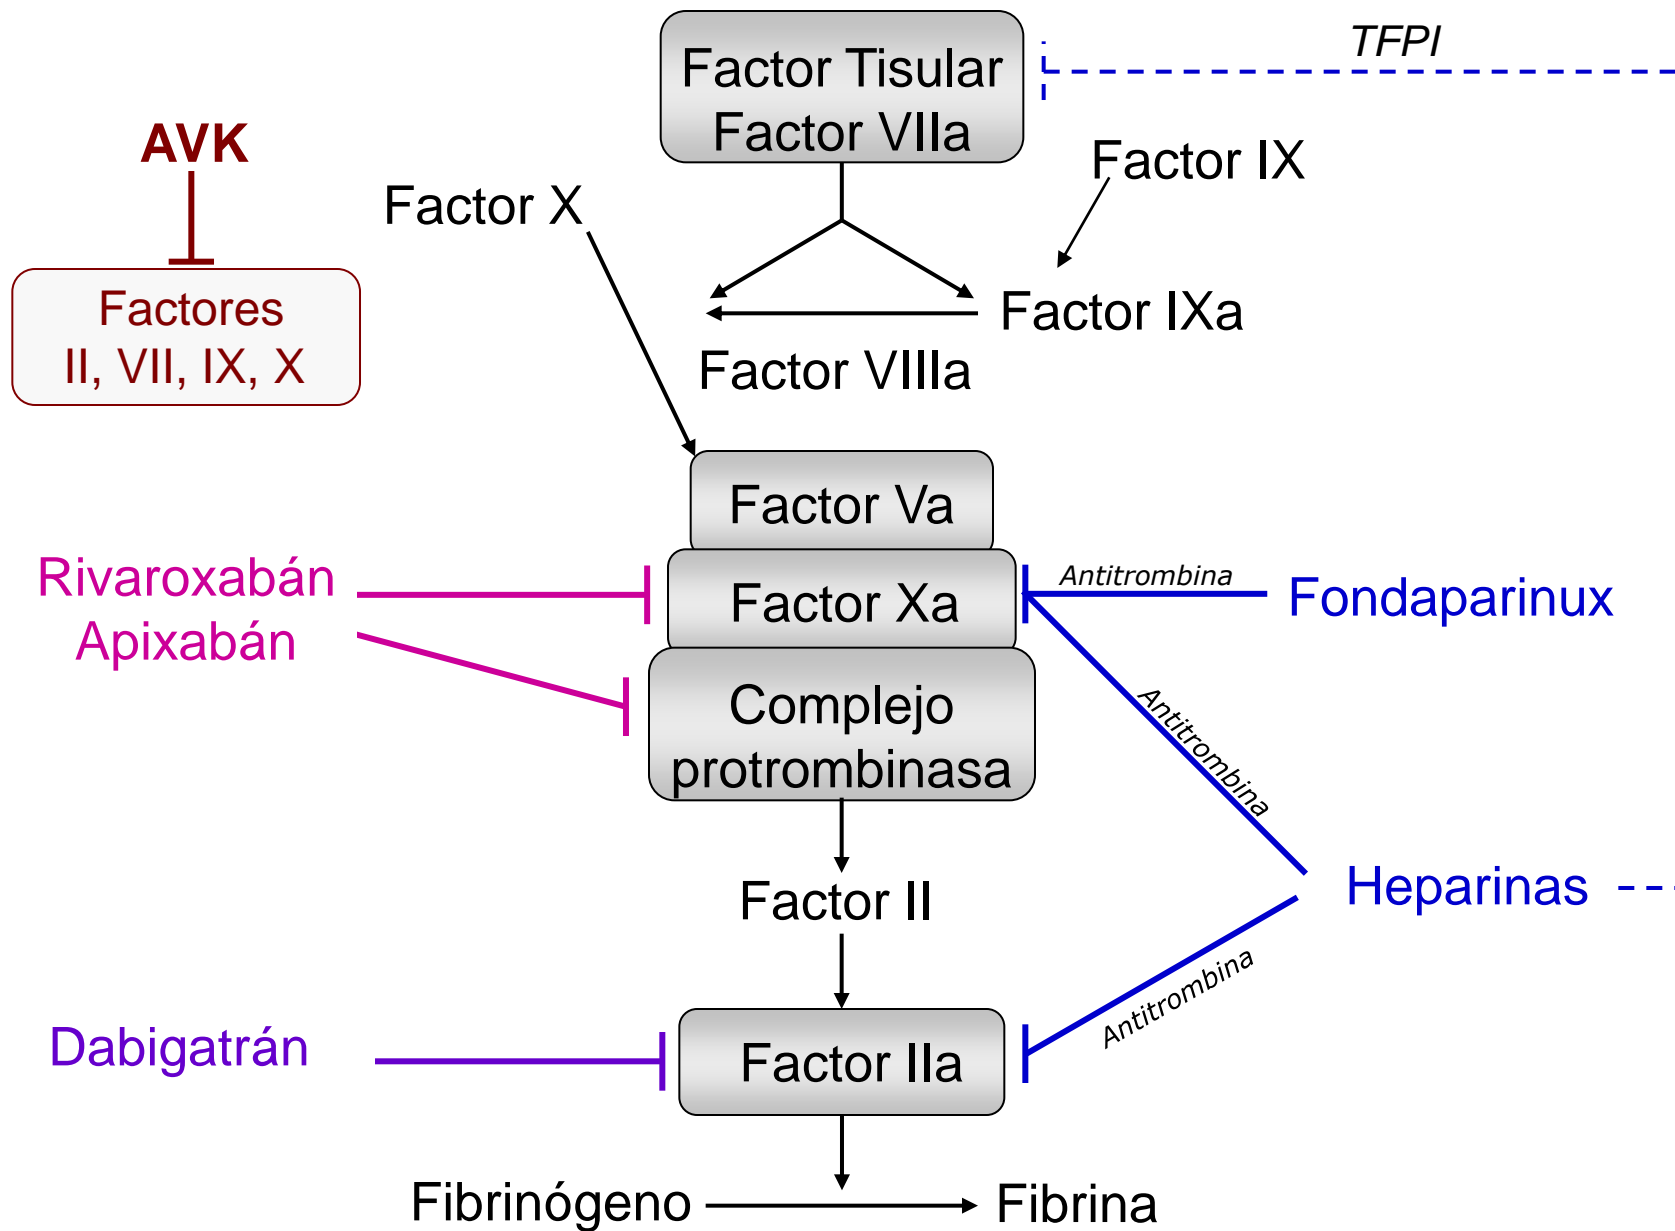 Factor Tisular
Factor VIIa
TFPI
AVK
Factor IX
Factor X
Factores
II, VII, IX, X
Factor IXa
Factor VIIIa
Factor Va
Rivaroxabán
Apixabán
Factor Xa
Antitrombina
Fondaparinux
Complejo
protrombinasa
Antitrombina
Factor II
Heparinas
Antitrombina
Dabigatrán
Factor IIa
Fibrinógeno
Fibrina